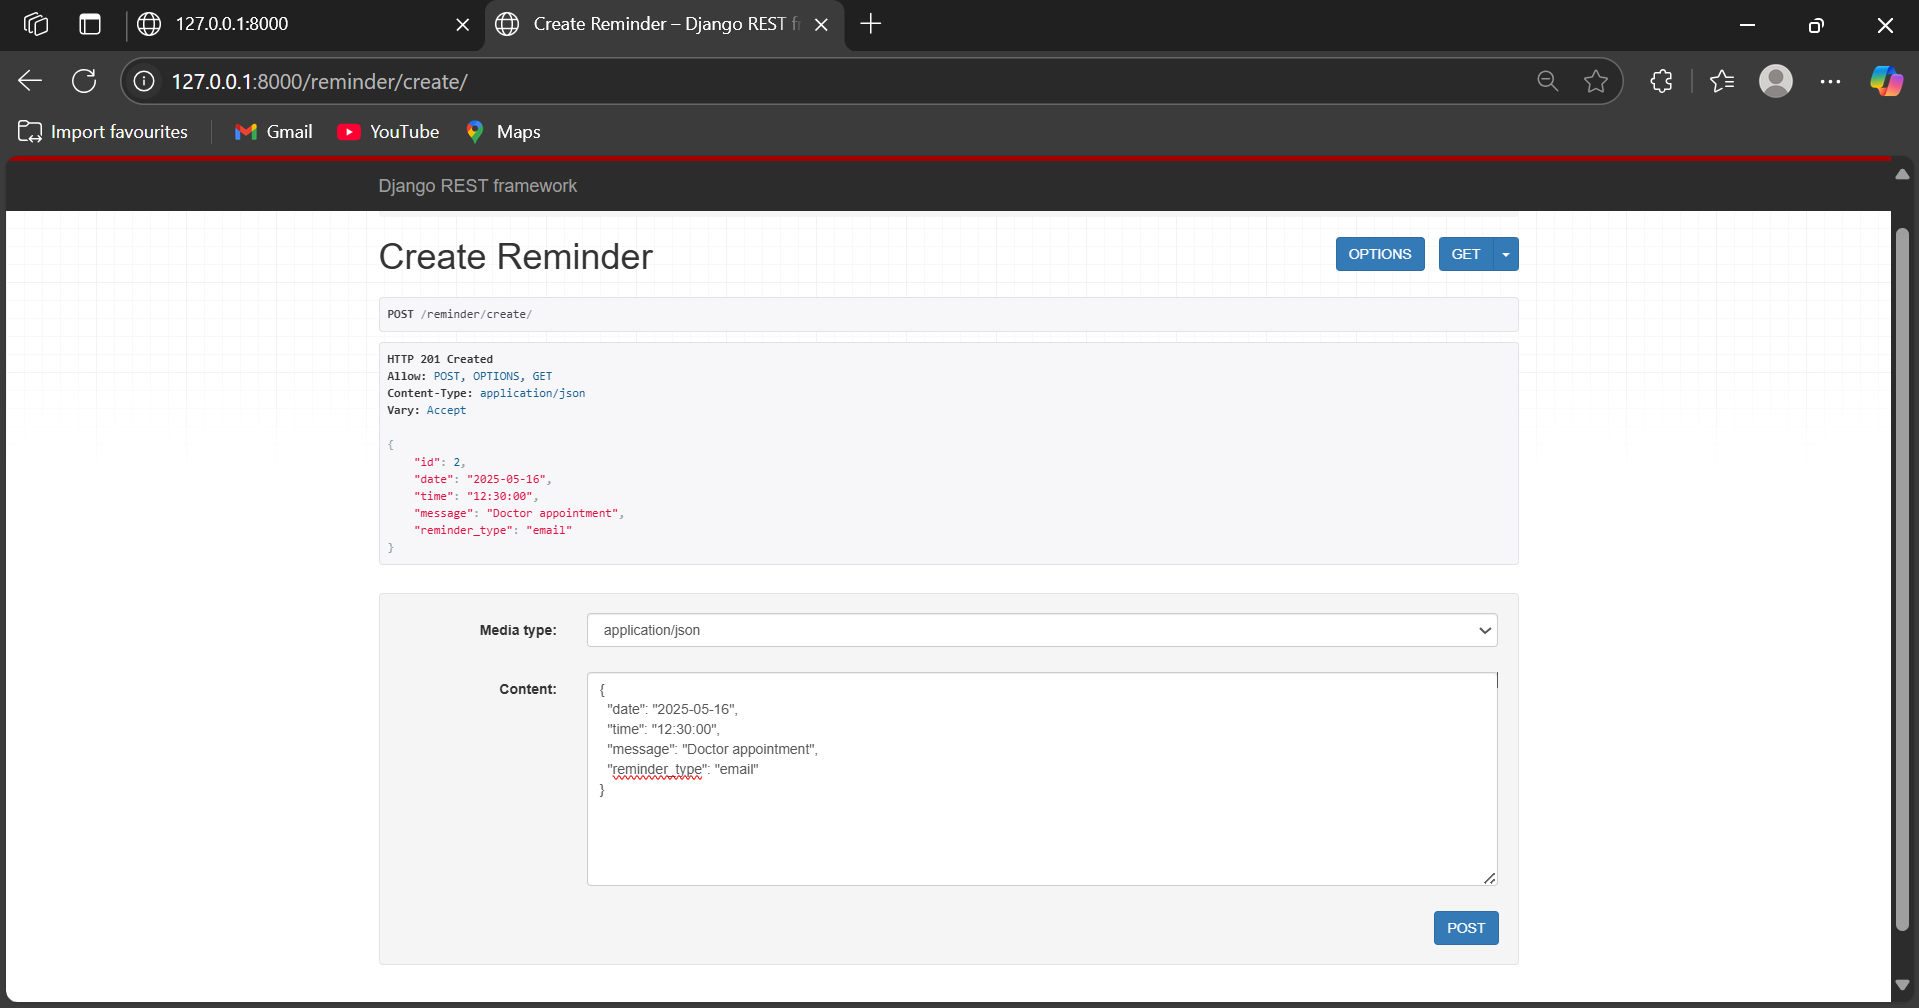 127.0.0.1:8000
Create Reminder – Django REST f
127.0.0.1:8000/reminder/create/
Import favourites
Gmail
YouTube
Maps
Django REST framework
Create Reminder
OPTIONS
GET
POST /reminder/create/
HTTP 201 Created
Allow: POST, OPTIONS, GET
Content-Type: application/json
Vary: Accept
{
    "id": 2,
    "date": "2025-05-16",
    "time": "12:30:00",
    "message": "Doctor appointment",
    "reminder_type": "email"
}
Media type:
application/json
Content:
{
  "date": "2025-05-16",
  "time": "12:30:00",
  "message": "Doctor appointment",
  "reminder_type": "email"
}
POST